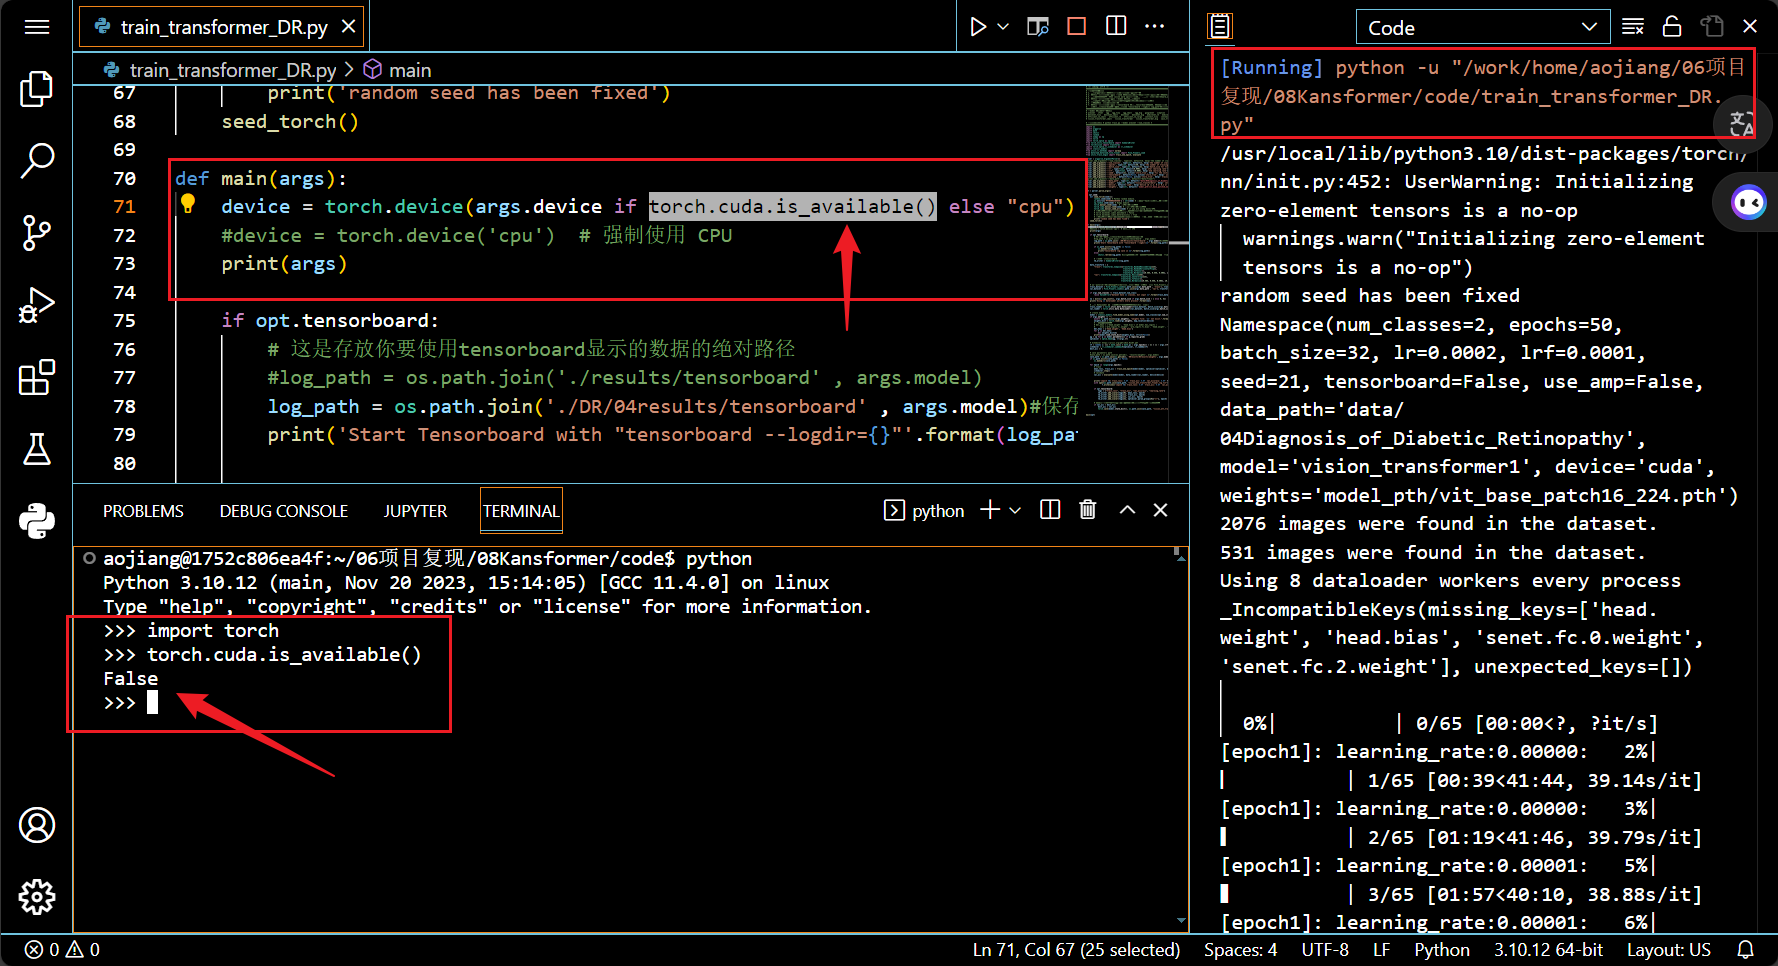 train_transformer_DR.py
train_transformer_DR.py > main
67 print('random seed has been fixed')
68 seed_torch()
69
70 def main(args):
71 device = torch.device(args.device if torch.cuda.is_available() else "cpu")
72 #device = torch.device('cpu')  # 强制使用 CPU
73 print(args)
74
75 if opt.tensorboard:
76 # 这是存放你要使用tensorboard显示的数据的绝对路径
77 #log_path = os.path.join('./results/tensorboard' , args.model)
78 log_path = os.path.join('./DR/04results/tensorboard' , args.model)#保存
79 print('Start Tensorboard with "tensorboard --logdir={}"'.format(log_pa
80
PROBLEMS DEBUG CONSOLE JUPYTER TERMINAL
python
aojiang@1752c806ea4f:~/06项目复现/08Kansformer/code$ python
Python 3.10.12 (main, Nov 20 2023, 15:14:05) [GCC 11.4.0] on linux
Type "help", "copyright", "credits" or "license" for more information.
>>> import torch
>>> torch.cuda.is_available()
False
>>>
Code
[Running] python -u "/work/home/aojiang/06项目
复现/08Kansformer/code/train_transformer_DR.
py"
/usr/local/lib/python3.10/dist-packages/torch/
nn/init.py:452: UserWarning: Initializing
zero-element tensors is a no-op
warnings.warn("Initializing zero-element
tensors is a no-op")
random seed has been fixed
Namespace(num_classes=2, epochs=50,
batch_size=32, lr=0.0002, lrf=0.0001,
seed=21, tensorboard=False, use_amp=False,
data_path='data/
04Diagnosis_of_Diabetic_Retinopathy',
model='vision_transformer1', device='cuda',
weights='model_pth/vit_base_patch16_224.pth')
2076 images were found in the dataset.
531 images were found in the dataset.
Using 8 dataloader workers every process
_IncompatibleKeys(missing_keys=['head.
weight', 'head.bias', 'senet.fc.0.weight',
'senet.fc.2.weight'], unexpected_keys=[])
0%| | 0/65 [00:00<?, ?it/s]
[epoch1]: learning_rate:0.00000: 2%|
| 1/65 [00:39<41:44, 39.14s/it]
[epoch1]: learning_rate:0.00000: 3%|
| 2/65 [01:19<41:46, 39.79s/it]
[epoch1]: learning_rate:0.00001: 5%|
| 3/65 [01:57<40:10, 38.88s/it]
[epoch1]: learning_rate:0.00001: 6%|
0 0
Ln 71, Col 67 (25 selected) Spaces: 4 UTF-8 LF Python 3.10.12 64-bit Layout: US